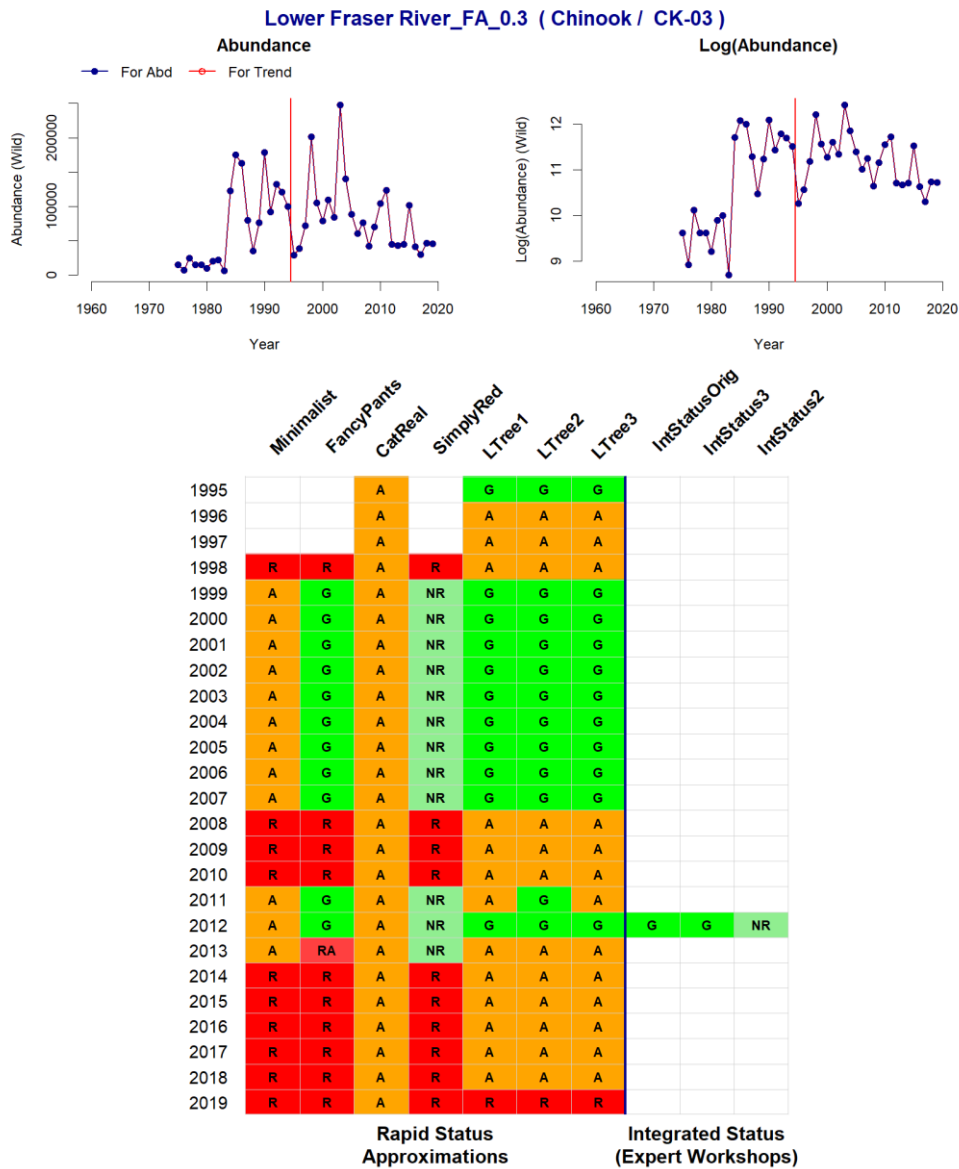 Lower Fraser River_FA_0.3 ( Chinook / CK-03 )
Abundance
For Abd For Trend
Abundance (Wild)
200000
100000
0
1960 1970 1980 1990 2000 2010 2020
Year
Log(Abundance)
Log(Abundance) (Wild)
12
11
10
9
1960 1970 1980 1990 2000 2010 2020
Year
Minimalist FancyPants CatReal SimplyRed LTree1 LTree2 LTree3 IntStatusOrig IntStatus3 IntStatus2
1995 A G G G
1996 A A A A
1997 A A A A
1998 R R A R A A A
1999 A G A NR G G G
2000 A G A NR G G G
2001 A G A NR G G G
2002 A G A NR G G G
2003 A G A NR G G G
2004 A G A NR G G G
2005 A G A NR G G G
2006 A G A NR G G G
2007 A G A NR G G G
2008 R R A R A A A
2009 R R A R A A A
2010 R R A R A A A
2011 A G A NR A G A
2012 A G A NR G G G G G NR
2013 A RA A NR A A A
2014 R R A R A A A
2015 R R A R A A A
2016 R R A R A A A
2017 R R A R A A A
2018 R R A R A A A
2019 R R A R R R R
Rapid Status
Approximations
Integrated Status
(Expert Workshops)